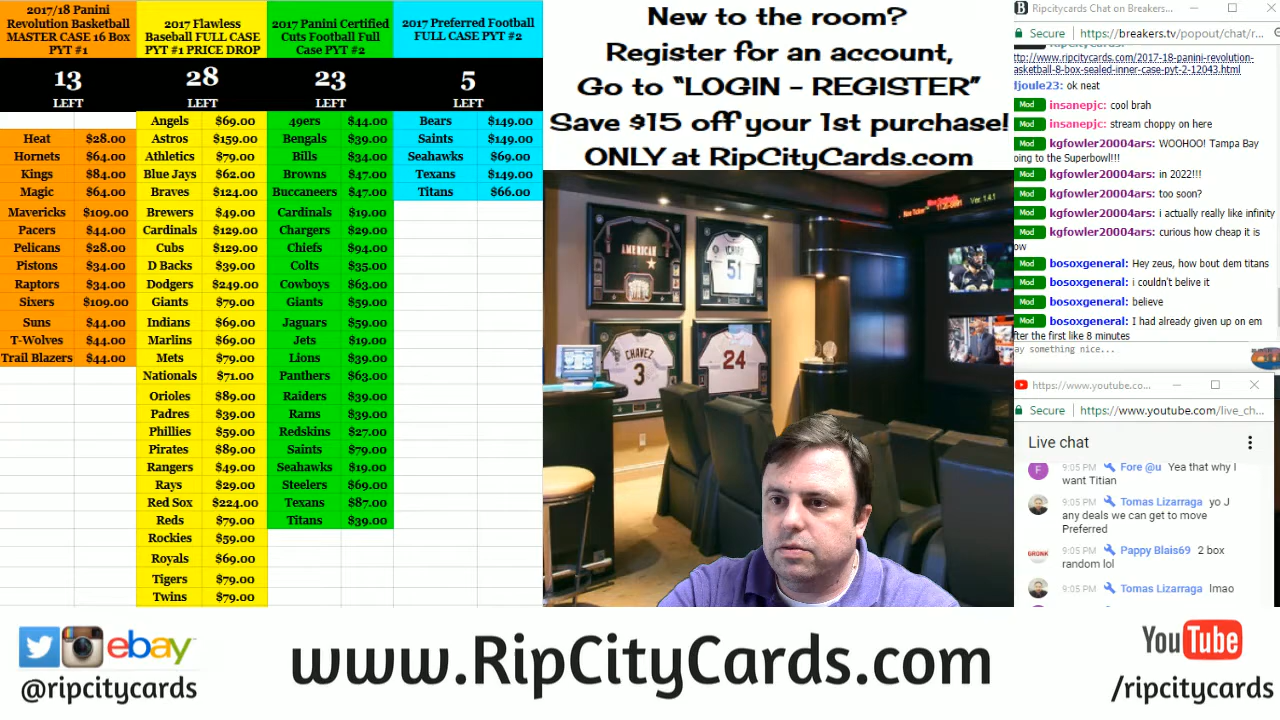 2017/18 Panini
Revolution Basketball
MASTER CASE 16 Box
PYT #1
13
LEFT
Heat $28.00
Hornets $64.00
Kings $84.00
Magic $64.00
Mavericks $109.00
Pacers $44.00
Pelicans $28.00
Pistons $34.00
Raptors $34.00
Sixers $109.00
Suns $44.00
T-Wolves $44.00
Trail Blazers $44.00
2017 Flawless
Baseball FULL CASE
PYT #1 PRICE DROP
28
LEFT
Angels $69.00
Astros $159.00
Athletics $79.00
Blue Jays $62.00
Braves $124.00
Brewers $49.00
Cardinals $129.00
Cubs $129.00
D Backs $39.00
Dodgers $249.00
Giants $79.00
Indians $69.00
Marlins $69.00
Mets $79.00
Nationals $71.00
Orioles $89.00
Padres $39.00
Phillies $59.00
Pirates $89.00
Rangers $49.00
Rays $29.00
Red Sox $224.00
Reds $79.00
Rockies $59.00
Royals $69.00
Tigers $79.00
Twins $79.00
2017 Panini Certified
Cuts Football Full
Case PYT #2
23
LEFT
49ers $44.00
Bengals $39.00
Bills $34.00
Browns $47.00
Buccaneers $47.00
Cardinals $19.00
Chargers $29.00
Chiefs $94.00
Colts $35.00
Cowboys $63.00
Giants $59.00
Jaguars $59.00
Jets $19.00
Lions $39.00
Panthers $63.00
Raiders $39.00
Rams $39.00
Redskins $27.00
Saints $79.00
Seahawks $19.00
Steelers $69.00
Texans $87.00
Titans $39.00
2017 Preferred Football
FULL CASE PYT #2
5
LEFT
Bears $149.00
Saints $149.00
Seahawks $69.00
Texans $149.00
Titans $66.00
New to the room?
Register for an account,
Go to “LOGIN - REGISTER”
Save $15 off your 1st purchase!
ONLY at RipCityCards.com
AMERICAN
51
CHAVEZ
3
24
Ver: 1.4.1
Ripcitycards Chat on Breakers...
Secure https://breakers.tv/popout/chat/r...
ttp://www.ripcitycards.com/2017-18-panini-revolution-
asketball-8-box-sealed-inner-case-pyt-2-12043.html
djoule23: ok neat
Mod insanepjc: cool brah
Mod insanepjc: stream choppy on here
Mod kgfowler20004ars: WOOHOO! Tampa Bay
oing to the Superbowl!!!
Mod kgfowler20004ars: in 2022!!!
Mod kgfowler20004ars: too soon?
Mod kgfowler20004ars: i actually really like infinity
Mod kgfowler20004ars: curious how cheap it is
ow
Mod bosoxgeneral: Hey zeus, how bout dem titans
Mod bosoxgeneral: i couldn't belive it
Mod bosoxgeneral: believe
Mod bosoxgeneral: I had already given up on em
fter the first like 8 minutes
ay something nice...
https://www.youtube.co...
Secure https://www.youtube.com/live_ch...
Live chat
F 9:05 PM Fore @u Yea that why I
want Titian
9:05 PM Tomas Lizarraga yo J
any deals we can get to move
Preferred
GRONK 9:05 PM Pappy Blais69 2 box
random lol
9:05 PM Tomas Lizarraga lmao
ebay
@ripcitycards
www.RipCityCards.com
YouTube
/ripcitycards